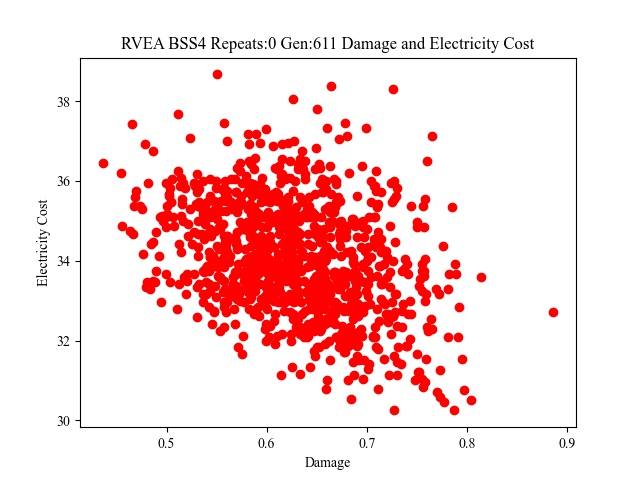 RVEA BSS4 Repeats:0 Gen:611 Damage and Electricity Cost
38
36
34
32
30
Electricity Cost
0.5 0.6 0.7 0.8 0.9
Damage